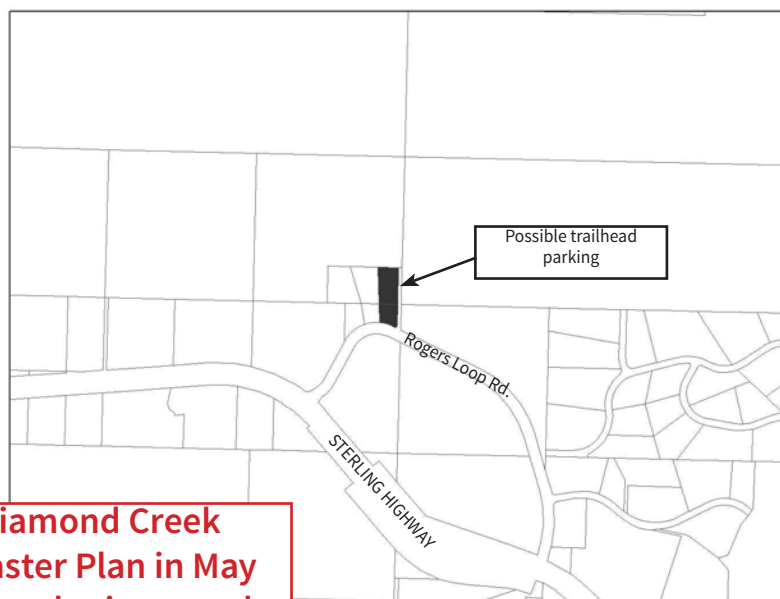 Possible trailhead
parking
Rogers Loop Rd.
STERLING HIGHWAY
iamond Creek
aster Plan in May